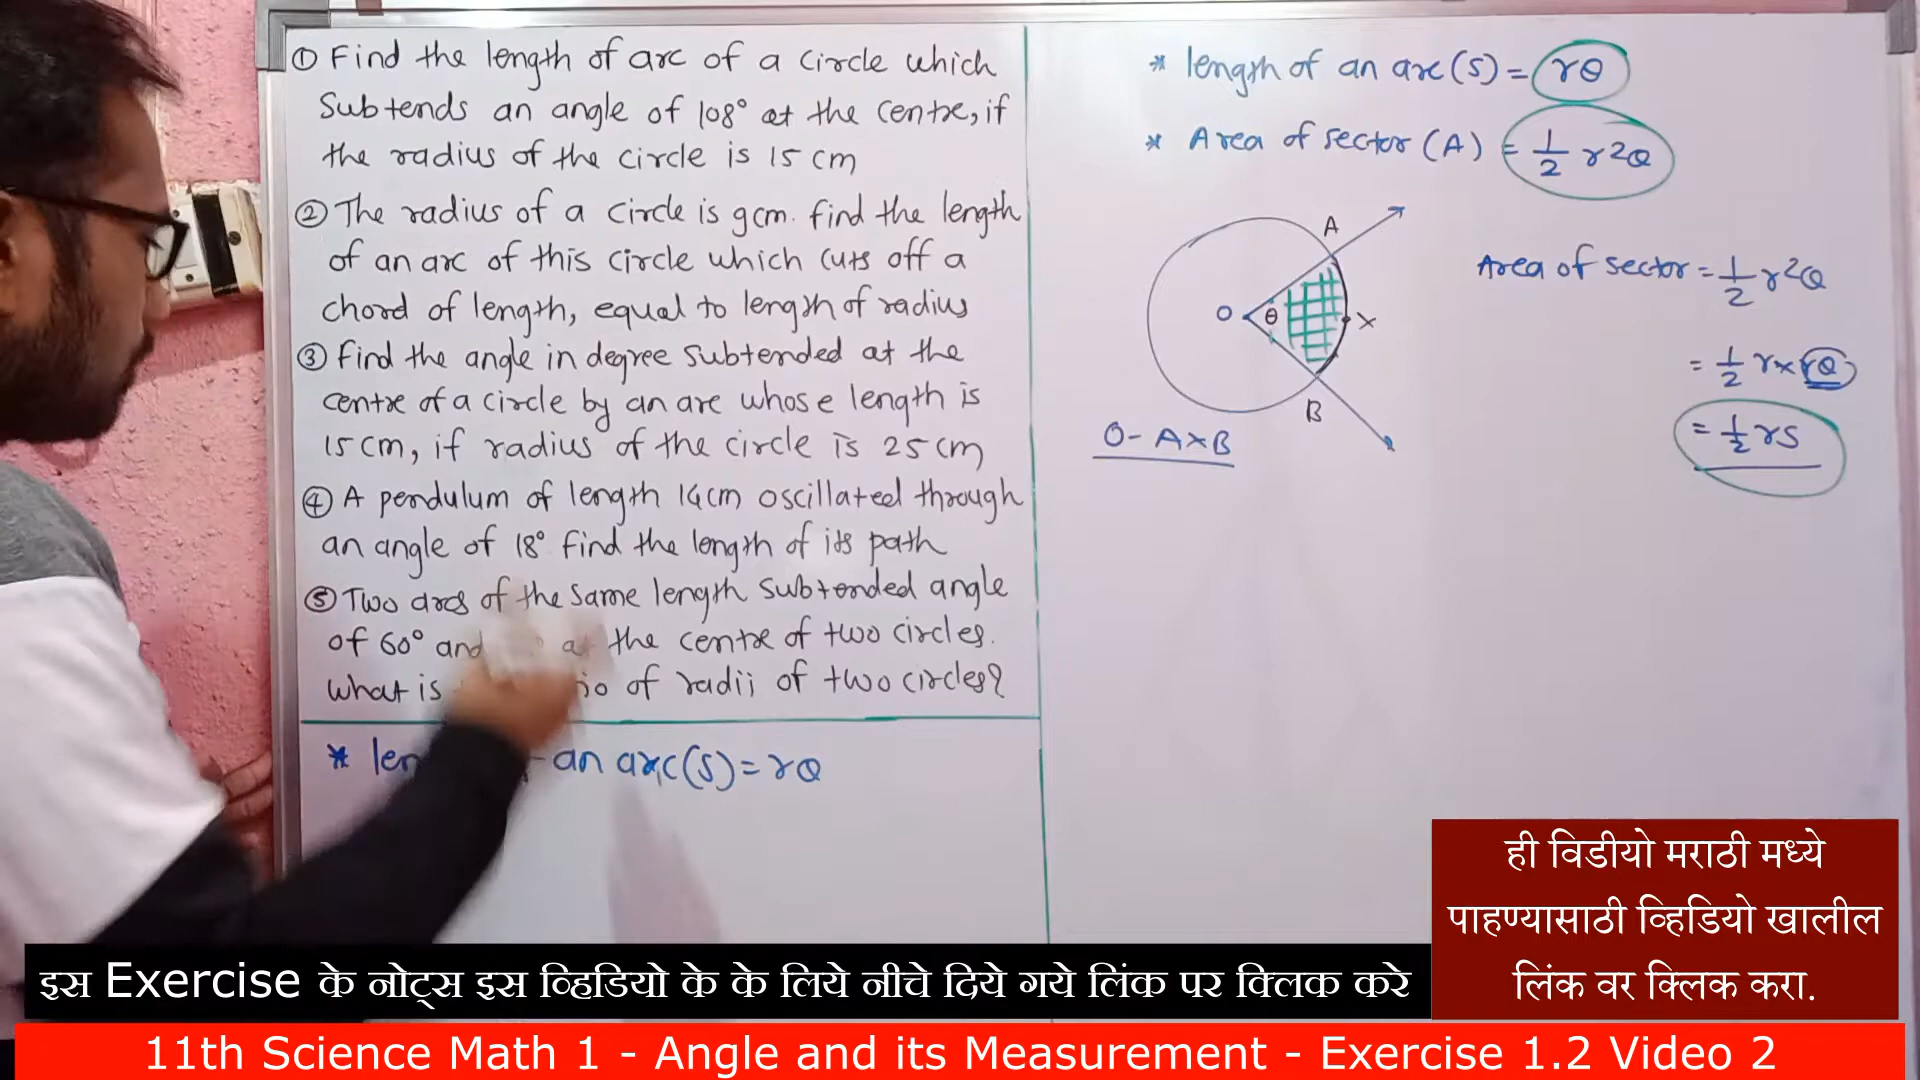 ① Find the length of arc of a circle which
Subtends an angle of 108° at the centre, if
the radius of the circle is 15 cm
② The radius of a circle is 9cm. find the length
of an arc of this circle which cuts off a
chord of length, equal to length of radius
③ Find the angle in degree subtended at the
centre of a circle by an arc whose length is
15 cm, if radius of the circle is 25 cm
④ A pendulum of length 14cm oscillated through
an angle of 18° find the length of its path
⑤ Two arcs of the same length subtended angle
of 60° and at the centre of two circles.
What is of radii of two circles?
* an arc (S) = rθ
* length of an arc (S) = rθ
* Area of sector (A) = 1/2 r²θ
A
O θ X
B
O - AXB
Area of sector = 1/2 r²θ
= 1/2 r × rθ
= 1/2 rs
ही विडीयो मराठी मध्ये
पाहण्यासाठी व्हिडियो खालील
लिंक वर क्लिक करा.
इस Exercise के नोट्स इस व्हिडियो के के लिये नीचे दिये गये लिंक पर क्लिक करे
11th Science Math 1 - Angle and its Measurement - Exercise 1.2 Video 2